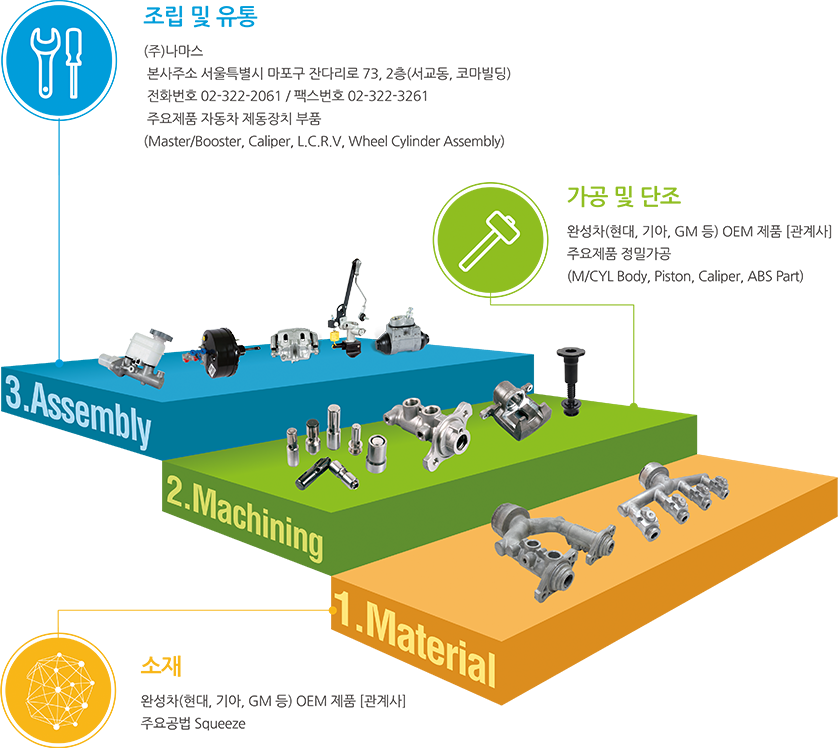 조립 및 유통
(주)나마스
본사주소 서울특별시 마포구 잔다리로 73, 2층(서교동, 코마빌딩)
전화번호 02-322-2061 / 팩스번호 02-322-3261
주요제품 자동차 제동장치 부품
(Master/Booster, Caliper, L.C.R.V, Wheel Cylinder Assembly)
가공 및 단조
완성차(현대, 기아, GM 등) OEM 제품 [관계사]
주요제품 정밀가공
(M/CYL Body, Piston, Caliper, ABS Part)
3.Assembly
2.Machining
1.Material
소재
완성차(현대, 기아, GM 등) OEM 제품 [관계사]
주요공법 Squeeze